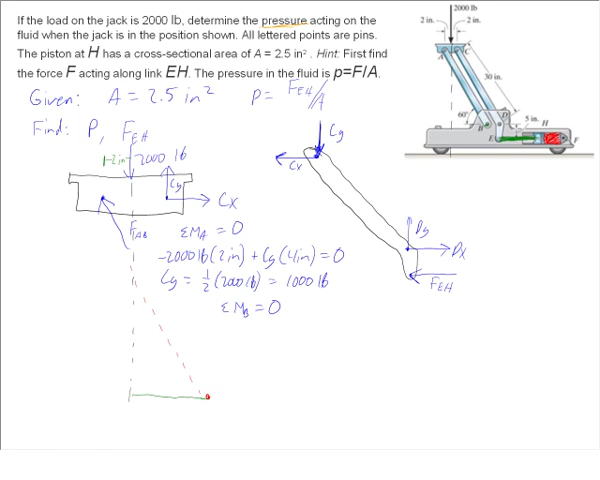 If the load on the jack is 2000 lb, determine the pressure acting on the
fluid when the jack is in the position shown. All lettered points are pins.
The piston at H has a cross-sectional area of A = 2.5 in². Hint: First find
the force F acting along link EH. The pressure in the fluid is p=F/A.
Given: A = 2.5 in² P = FEH/A
Find: P, FEH
2 in
2000 lb
Cy
Cx
FAB
ΣMA = 0
-2000 lb (2 in) + Cy (4 in) = 0
Cy = 1/2 (2000 lb) = 1000 lb
ΣMB = 0
Cy
Cx
Dy
Dx
FEH
2000 lb
2 in.
2 in.
A
C
30 in.
60°
B
D
5 in.
E
H
F